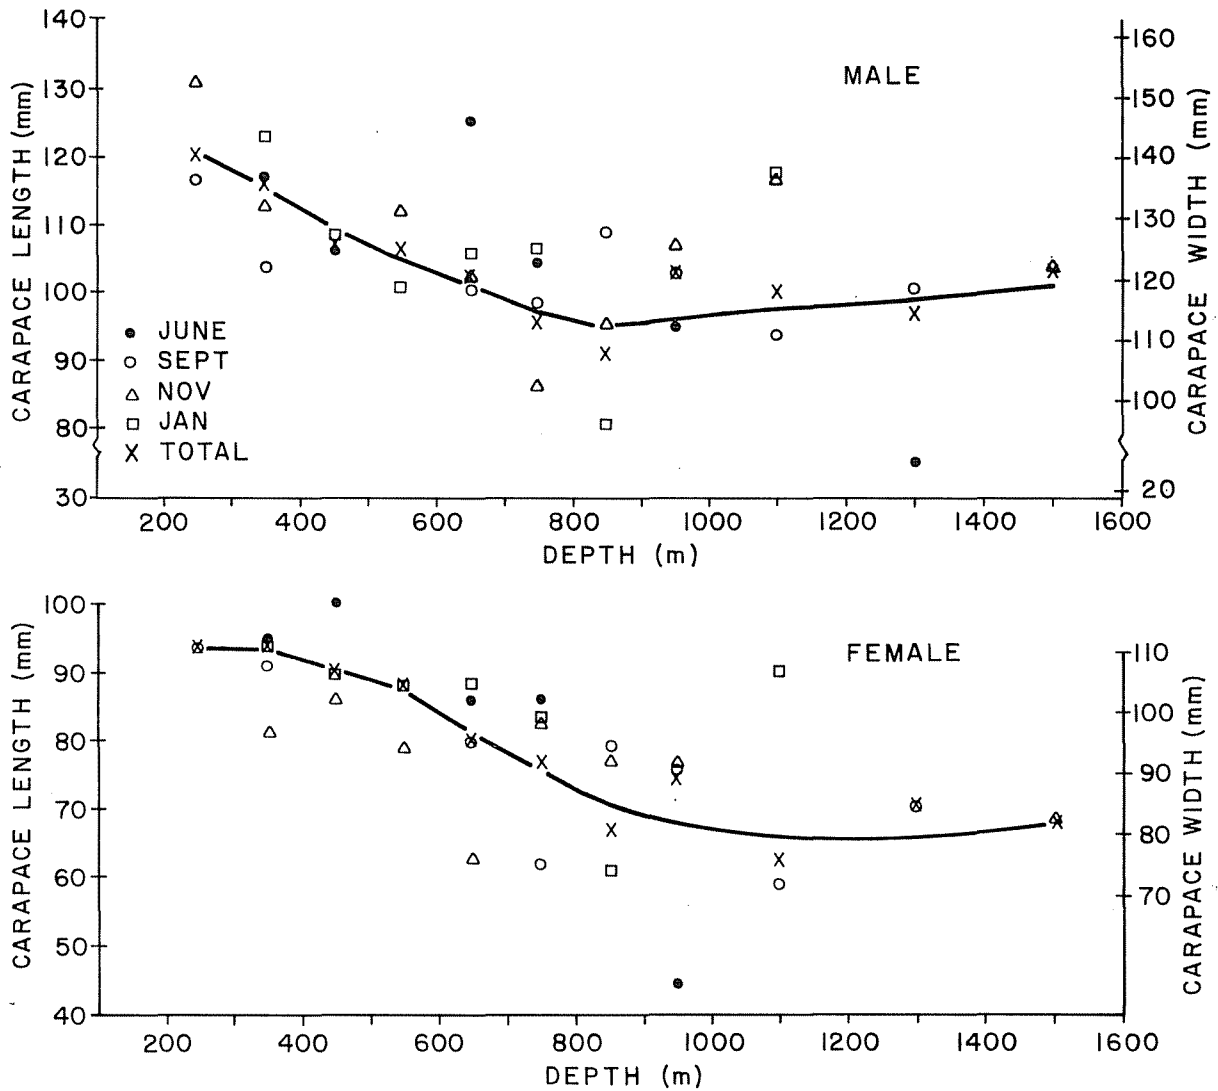 140
130
120
110
100
90
80
30
CARAPACE LENGTH (mm)
MALE
160
150
140
130
120
110
100
20
CARAPACE WIDTH (mm)
JUNE
SEPT
NOV
JAN
TOTAL
200 400 600 800 1000 1200 1400 1600
DEPTH (m)
100
90
80
70
60
50
40
CARAPACE LENGTH (mm)
FEMALE
110
100
90
80
70
CARAPACE WIDTH (mm)
200 400 600 800 1000 1200 1400 1600
DEPTH (m)